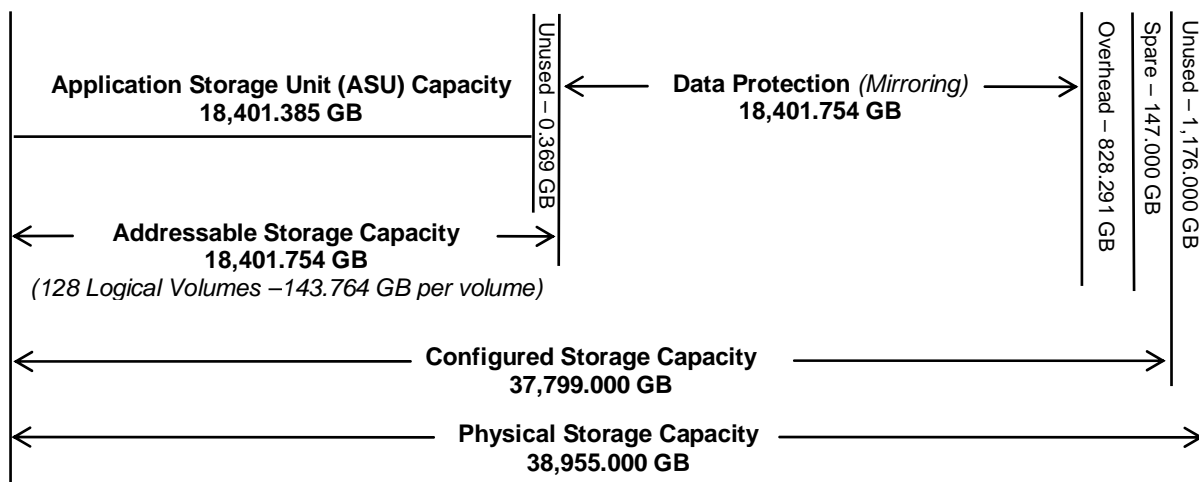 Application Storage Unit (ASU) Capacity
18,401.385 GB
Unused – 0.369 GB
Data Protection (Mirroring)
18,401.754 GB
Overhead – 828.291 GB
Spare – 147.000 GB
Unused – 1,176.000 GB
Addressable Storage Capacity
18,401.754 GB
(128 Logical Volumes –143.764 GB per volume)
Configured Storage Capacity
37,799.000 GB
Physical Storage Capacity
38,955.000 GB